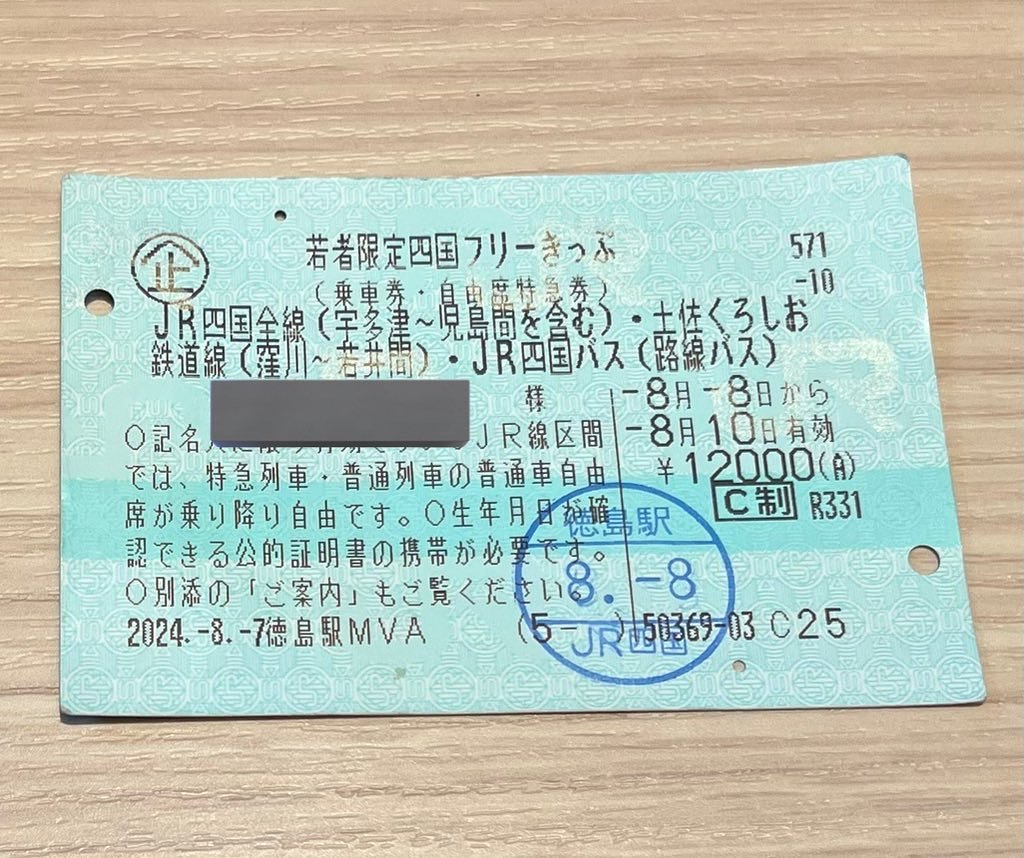 企
若者限定四国フリーきっぷ
571
-10
(乗車券・自由席特急券)
JR四国全線(宇多津~児島間を含む)・土佐くろしお
鉄道線(窪川~若井間)・JR四国バス(路線バス)
様
-8月-8日から
-8月10日有効
¥12000(A)
C制 R331
○記名 JR線区間
では、特急列車・普通列車の普通車自由
席が乗り降り自由です。○生年月日が確
認できる公的証明書の携帯が必要です。
○別添の「ご案内」もご覧ください。
2024.-8.-7徳島駅MVA (5- )50369-03 C25
徳島駅
8.-8
JR四国